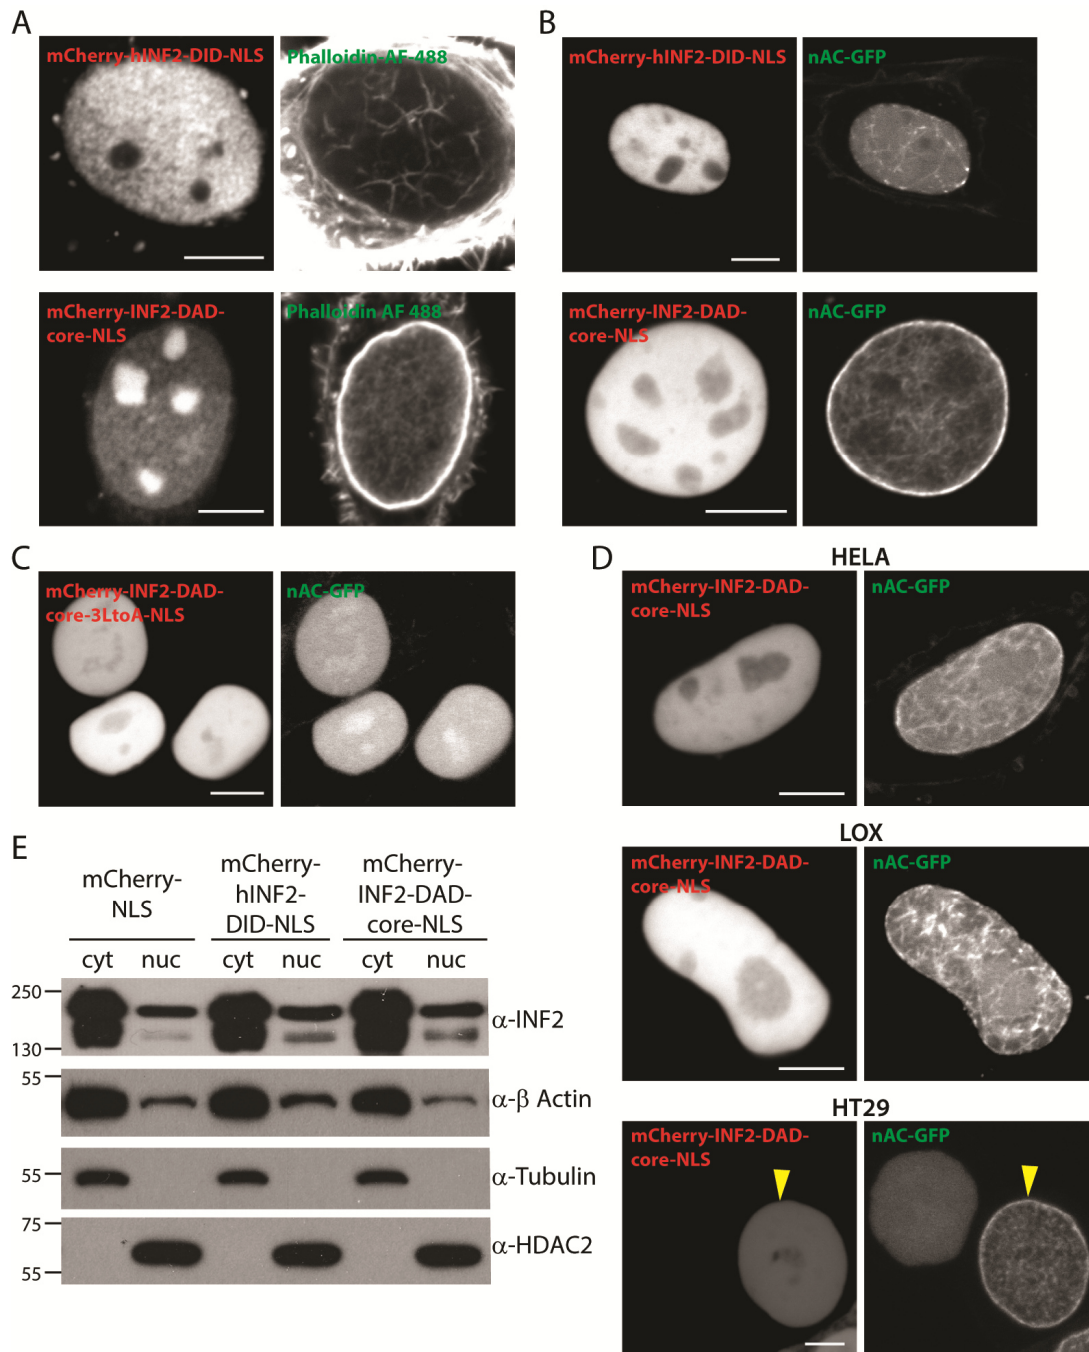 A
mCherry-hINF2-DID-NLS
Phalloidin-AF-488
mCherry-INF2-DAD-
core-NLS
Phalloidin AF 488
B
mCherry-hINF2-DID-NLS
nAC-GFP
mCherry-INF2-DAD-
core-NLS
nAC-GFP
C
mCherry-INF2-DAD-
core-3LtoA-NLS
nAC-GFP
D
HELA
mCherry-INF2-DAD-
core-NLS
nAC-GFP
LOX
mCherry-INF2-DAD-
core-NLS
nAC-GFP
HT29
mCherry-INF2-DAD-
core-NLS
nAC-GFP
E
mCherry-
NLS
mCherry-
hINF2-
DID-NLS
mCherry-
INF2-DAD-
core-NLS
cyt nuc cyt nuc cyt nuc
250
130
α-INF2
55
α-β Actin
55
α-Tubulin
75
55
α-HDAC2